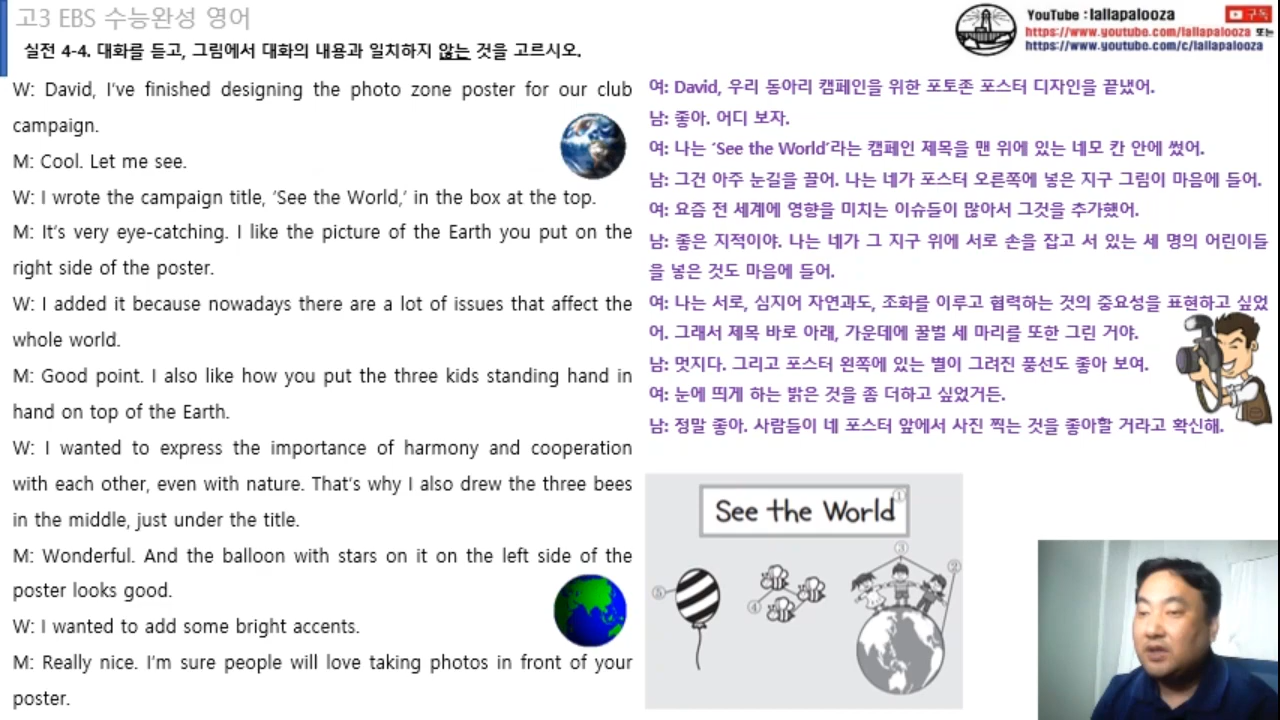 고3 EBS 수능완성 영어
실전 4-4. 대화를 듣고, 그림에서 대화의 내용과 일치하지 않는 것을 고르시오.
YouTube : lallapalooza
구독
https://www.youtube.com/lallapalooza 또는
https://www.youtube.com/c/lallapalooza
W: David, I’ve finished designing the photo zone poster for our club
campaign.
M: Cool. Let me see.
W: I wrote the campaign title, ‘See the World,’ in the box at the top.
M: It’s very eye-catching. I like the picture of the Earth you put on the
right side of the poster.
W: I added it because nowadays there are a lot of issues that affect the
whole world.
M: Good point. I also like how you put the three kids standing hand in
hand on top of the Earth.
W: I wanted to express the importance of harmony and cooperation
with each other, even with nature. That’s why I also drew the three bees
in the middle, just under the title.
M: Wonderful. And the balloon with stars on it on the left side of the
poster looks good.
W: I wanted to add some bright accents.
M: Really nice. I’m sure people will love taking photos in front of your
poster.
여: David, 우리 동아리 캠페인을 위한 포토존 포스터 디자인을 끝냈어.
남: 좋아. 어디 보자.
여: 나는 ‘See the World’라는 캠페인 제목을 맨 위에 있는 네모 칸 안에 썼어.
남: 그건 아주 눈길을 끌어. 나는 네가 포스터 오른쪽에 넣은 지구 그림이 마음에 들어.
여: 요즘 전 세계에 영향을 미치는 이슈들이 많아서 그것을 추가했어.
남: 좋은 지적이야. 나는 네가 그 지구 위에 서로 손을 잡고 서 있는 세 명의 어린이들
을 넣은 것도 마음에 들어.
여: 나는 서로, 심지어 자연과도, 조화를 이루고 협력하는 것의 중요성을 표현하고 싶었
어. 그래서 제목 바로 아래, 가운데에 꿀벌 세 마리를 또한 그린 거야.
남: 멋지다. 그리고 포스터 왼쪽에 있는 별이 그려진 풍선도 좋아 보여.
여: 눈에 띄게 하는 밝은 것을 좀 더하고 싶었거든.
남: 정말 좋아. 사람들이 네 포스터 앞에서 사진 찍는 것을 좋아할 거라고 확신해.
See the World ①
③
②
⑤
④